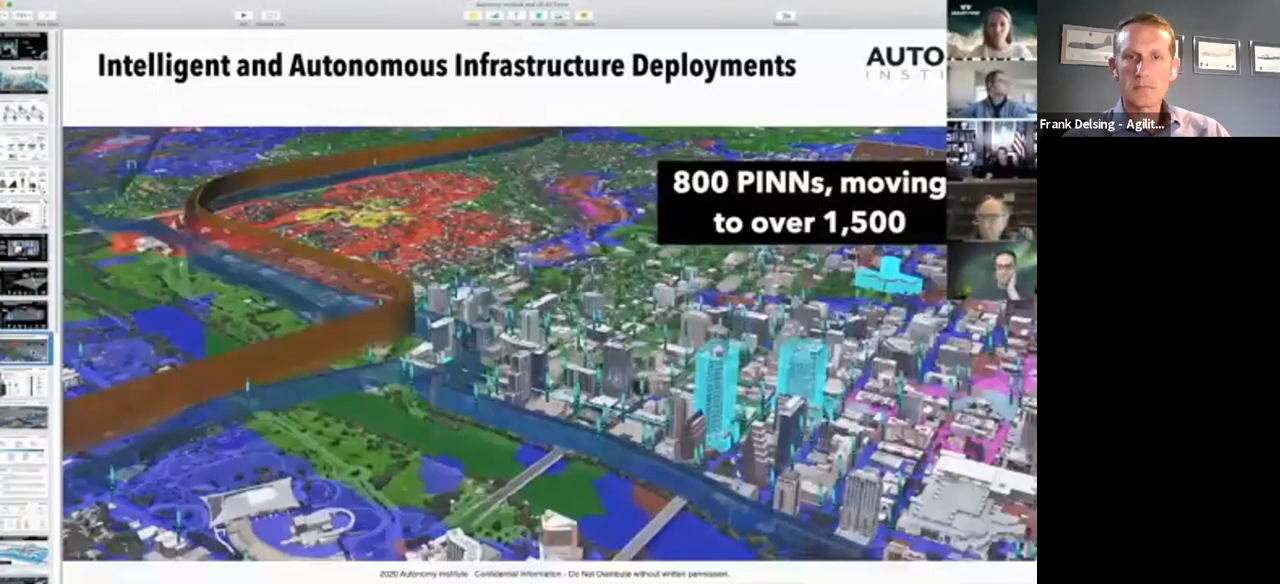 Intelligent and Autonomous Infrastructure Deployments
AUTO
INSTI
800 PINNs, moving
to over 1,500
Frank Delsing - Agilit...
2020 Autonomy Institute Confidential Information - Do Not Distribute without written permission.